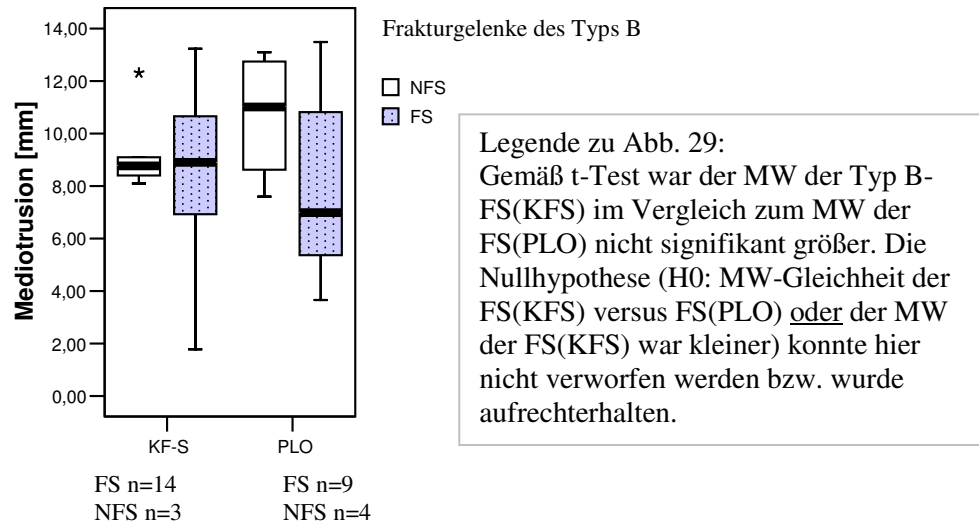 14,00
12,00
10,00
8,00
6,00
4,00
2,00
0,00
Mediotrusion [mm]
KF-S PLO
FS n=14 FS n=9
NFS n=3 NFS n=4
Frakturgelenke des Typs B
NFS
FS
Legende zu Abb. 29:
Gemäß t-Test war der MW der Typ B-
FS(KFS) im Vergleich zum MW der
FS(PLO) nicht signifikant größer. Die
Nullhypothese (H0: MW-Gleichheit der
FS(KFS) versus FS(PLO) oder der MW
der FS(KFS) war kleiner) konnte hier
nicht verworfen werden bzw. wurde
aufrechterhalten.